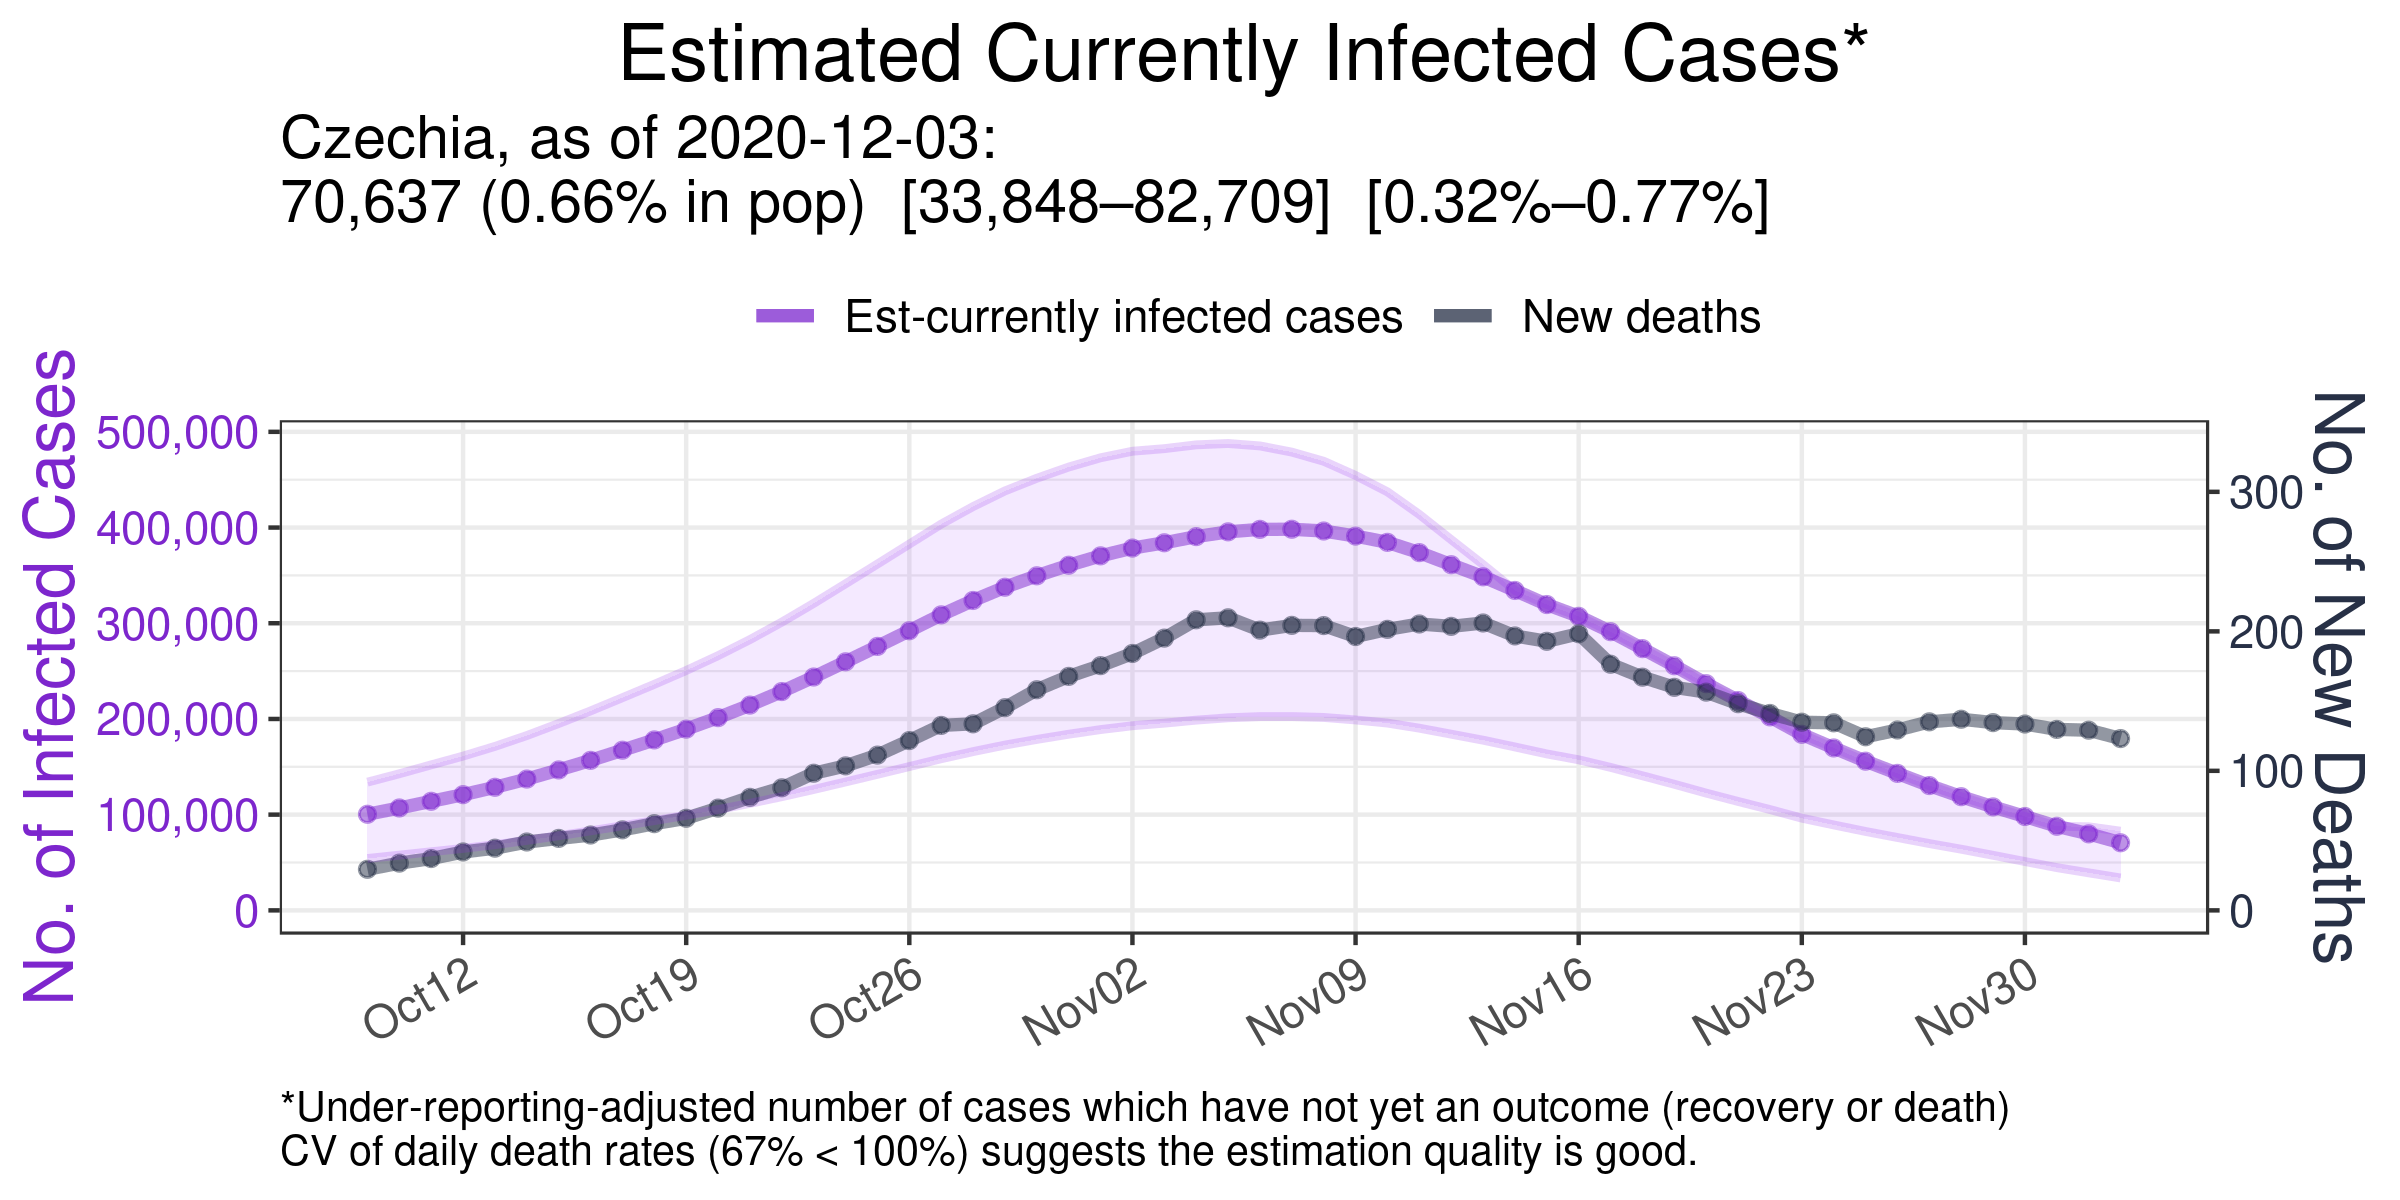 Estimated Currently Infected Cases*
Czechia, as of 2020-12-03:
70,637 (0.66% in pop)  [33,848–82,709]  [0.32%–0.77%]
Est-currently infected cases
New deaths
No. of Infected Cases
500,000
400,000
300,000
200,000
100,000
0
No. of New Deaths
300
200
100
0
Oct12
Oct19
Oct26
Nov02
Nov09
Nov16
Nov23
Nov30
*Under-reporting-adjusted number of cases which have not yet an outcome (recovery or death)
CV of daily death rates (67% < 100%) suggests the estimation quality is good.